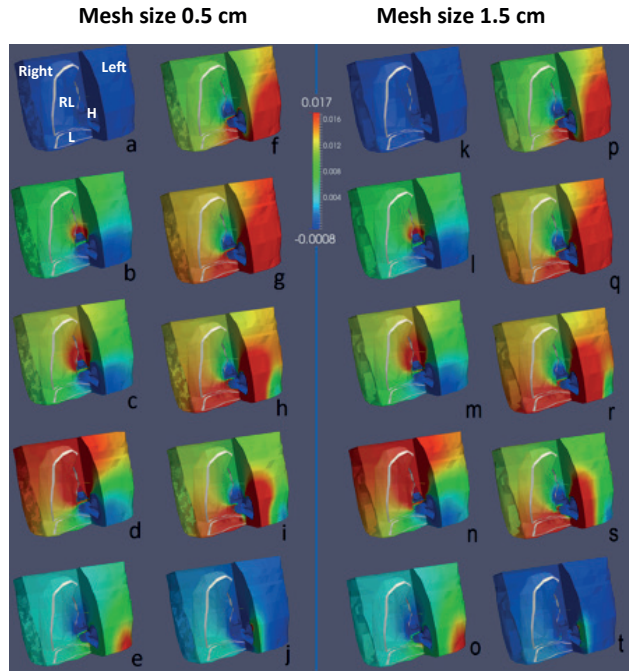 Mesh size 0.5 cm
Mesh size 1.5 cm
Right
Left
RL
H
L
a
f
k
p
0.017
0.016
0.012
0.008
0.004
-0.0008
b
g
l
q
c
h
m
r
d
i
n
s
e
j
o
t